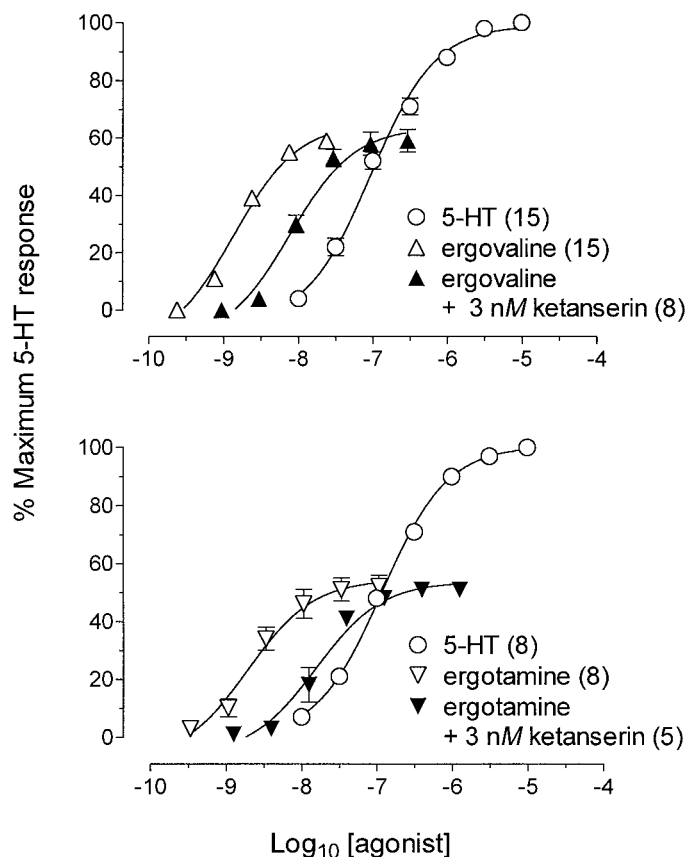 % Maximum 5-HT response
100
80
60
40
20
0
5-HT (15)
ergovaline (15)
ergovaline
+ 3 nM ketanserin (8)
-10 -9 -8 -7 -6 -5 -4
100
80
60
40
20
0
5-HT (8)
ergotamine (8)
ergotamine
+ 3 nM ketanserin (5)
-10 -9 -8 -7 -6 -5 -4
Log10 [agonist]